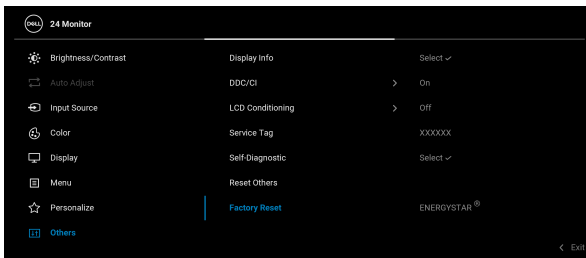 DELL 24 Monitor
Brightness/Contrast Display Info Select ✓
Auto Adjust DDC/CI > On
Input Source LCD Conditioning > Off
Color Service Tag XXXXXX
Display Self-Diagnostic Select ✓
Menu Reset Others
Personalize Factory Reset ENERGYSTAR ®
Others
< Exit